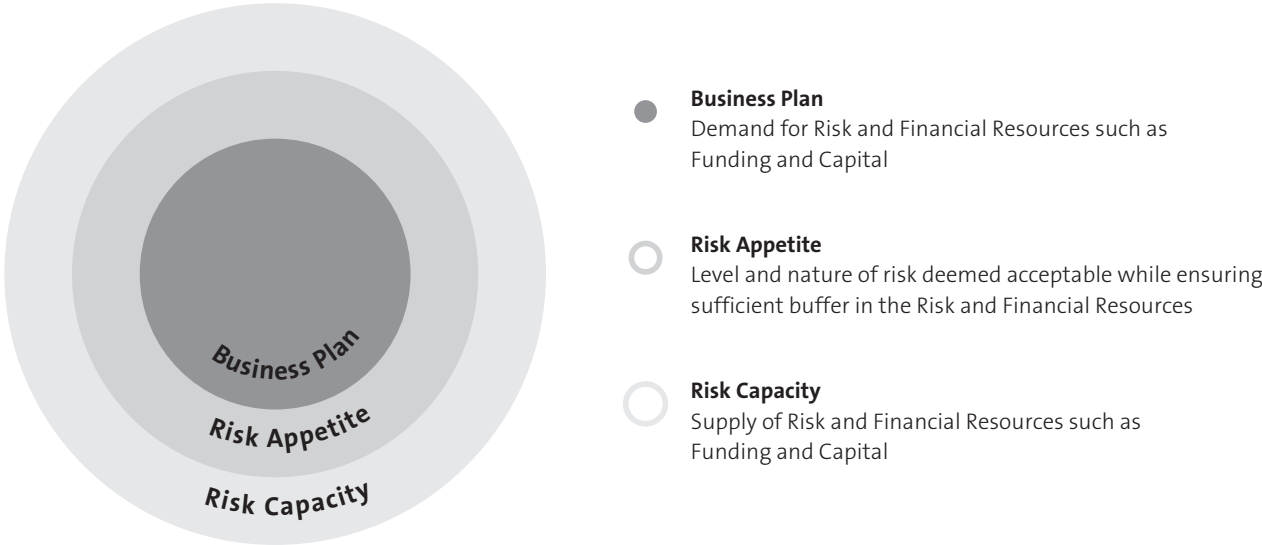 Business Plan
Risk Appetite
Risk Capacity
Business Plan
Demand for Risk and Financial Resources such as
Funding and Capital
Risk Appetite
Level and nature of risk deemed acceptable while ensuring
sufficient buffer in the Risk and Financial Resources
Risk Capacity
Supply of Risk and Financial Resources such as
Funding and Capital